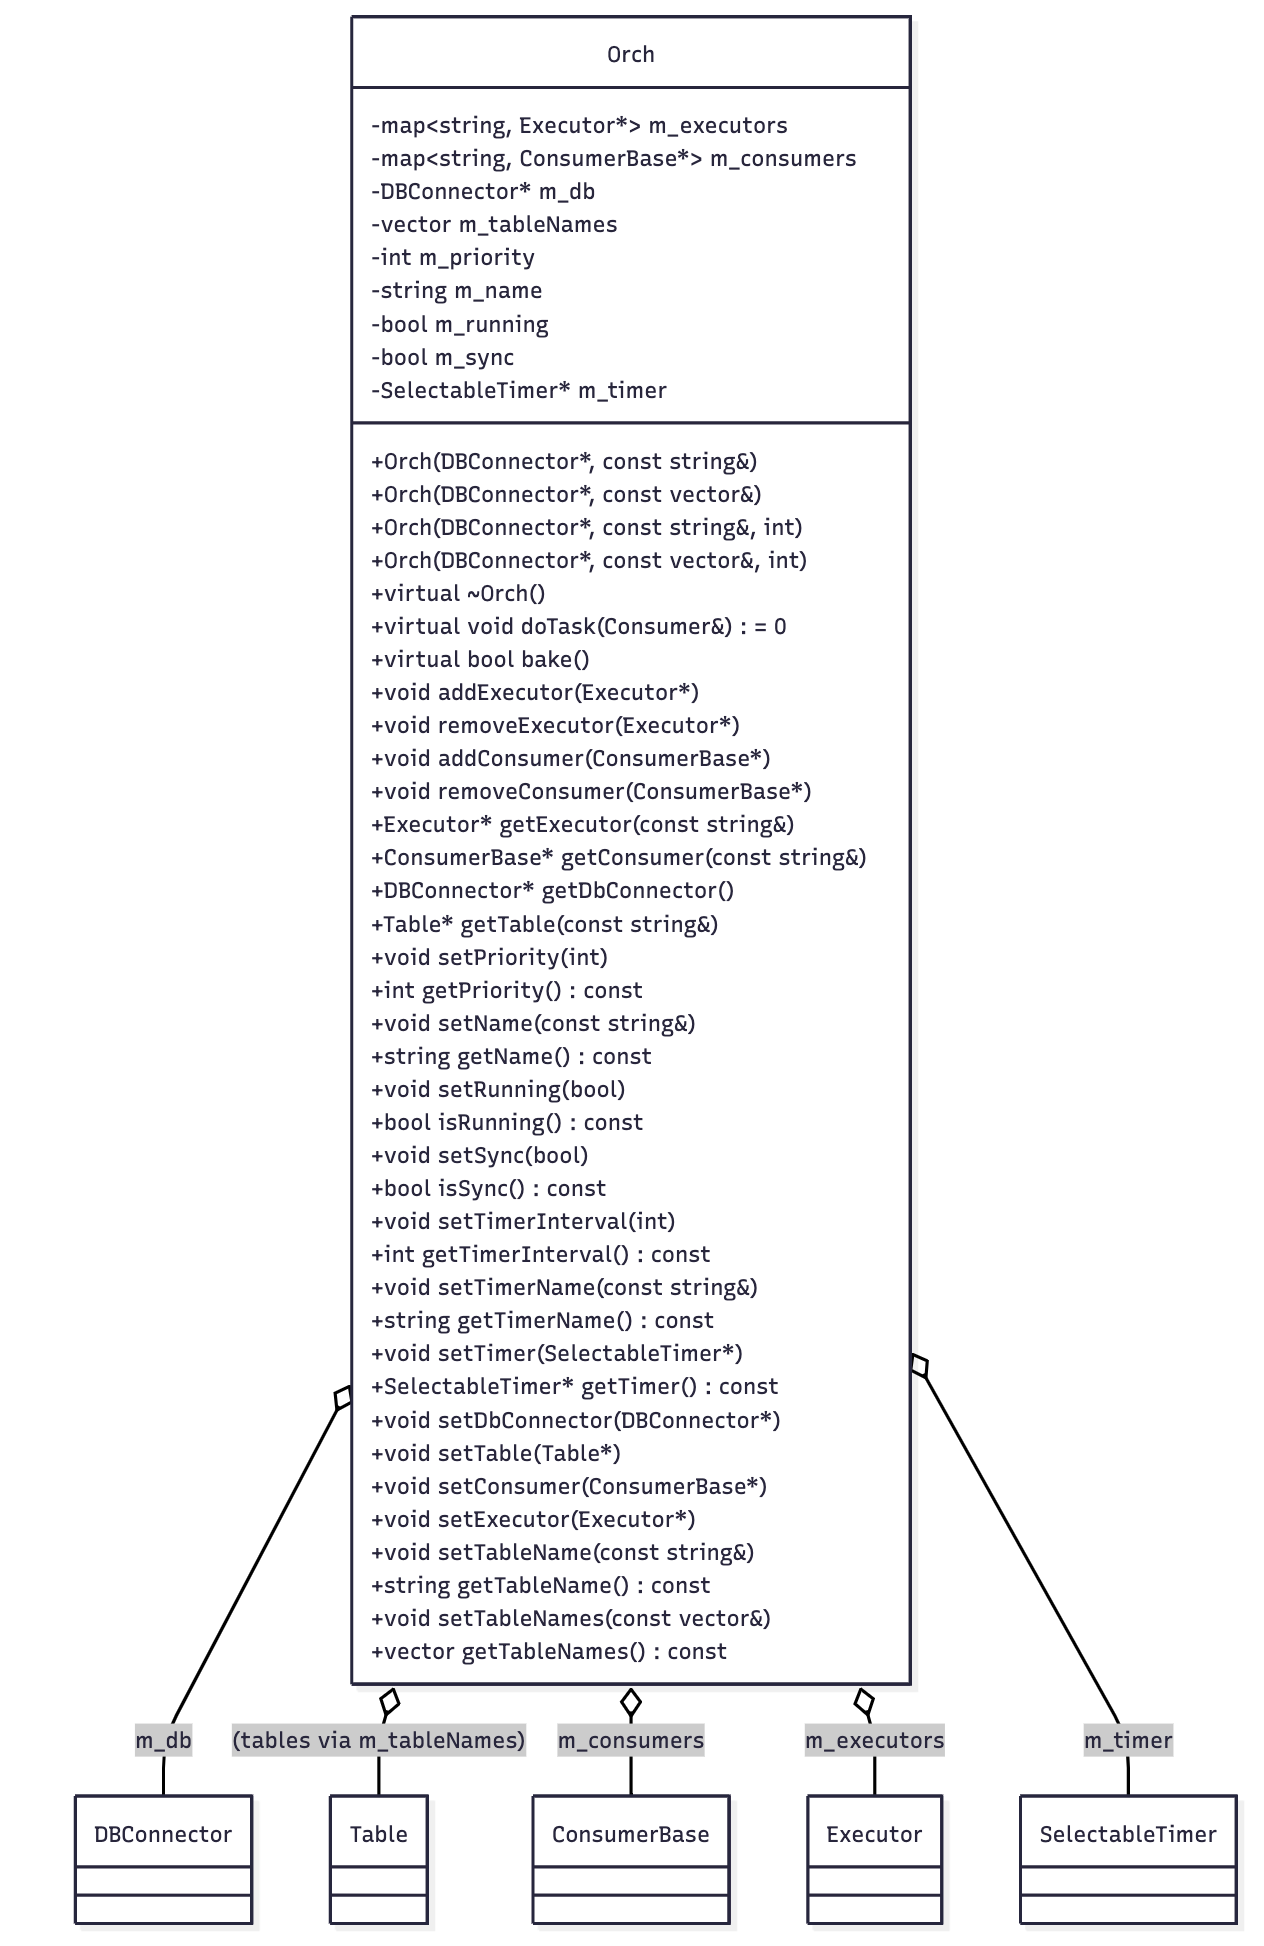 Orch
-map<string, Executor*> m_executors
-map<string, ConsumerBase*> m_consumers
-DBConnector* m_db
-vector m_tableNames
-int m_priority
-string m_name
-bool m_running
-bool m_sync
-SelectableTimer* m_timer
+Orch(DBConnector*, const string&)
+Orch(DBConnector*, const vector&)
+Orch(DBConnector*, const string&, int)
+Orch(DBConnector*, const vector&, int)
+virtual ~Orch()
+virtual void doTask(Consumer&) : = 0
+virtual bool bake()
+void addExecutor(Executor*)
+void removeExecutor(Executor*)
+void addConsumer(ConsumerBase*)
+void removeConsumer(ConsumerBase*)
+Executor* getExecutor(const string&)
+ConsumerBase* getConsumer(const string&)
+DBConnector* getDbConnector()
+Table* getTable(const string&)
+void setPriority(int)
+int getPriority() : const
+void setName(const string&)
+string getName() : const
+void setRunning(bool)
+bool isRunning() : const
+void setSync(bool)
+bool isSync() : const
+void setTimerInterval(int)
+int getTimerInterval() : const
+void setTimerName(const string&)
+string getTimerName() : const
+void setTimer(SelectableTimer*)
+SelectableTimer* getTimer() : const
+void setDbConnector(DBConnector*)
+void setTable(Table*)
+void setConsumer(ConsumerBase*)
+void setExecutor(Executor*)
+void setTableName(const string&)
+string getTableName() : const
+void setTableNames(const vector&)
+vector getTableNames() : const
m_db
(tables via m_tableNames)
m_consumers
m_executors
m_timer
DBConnector
Table
ConsumerBase
Executor
SelectableTimer